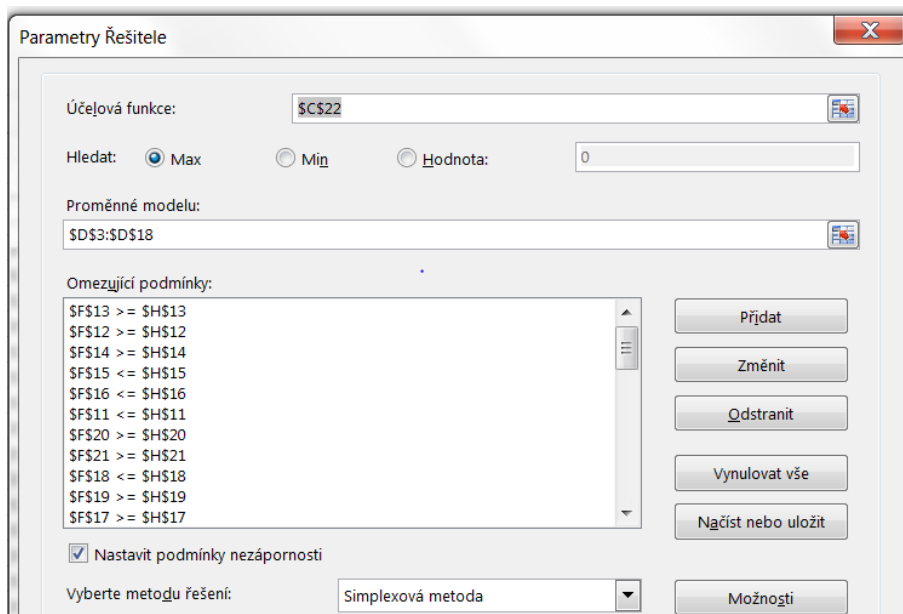 Parametry Řešitele
X
Účelová funkce: $C$22
Hledat: Max Min Hodnota: 0
Proměnné modelu:
$D$3:$D$18
Omezující podmínky:
$F$13 >= $H$13
$F$12 >= $H$12
$F$14 >= $H$14
$F$15 <= $H$15
$F$16 <= $H$16
$F$11 <= $H$11
$F$20 >= $H$20
$F$21 >= $H$21
$F$18 <= $H$18
$F$19 >= $H$19
$F$17 >= $H$17
Přidat
Změnit
Odstranit
Vynulovat vše
Načíst nebo uložit
Nastavit podmínky nezápornosti
Vyberte metodu řešení: Simplexová metoda Možnosti